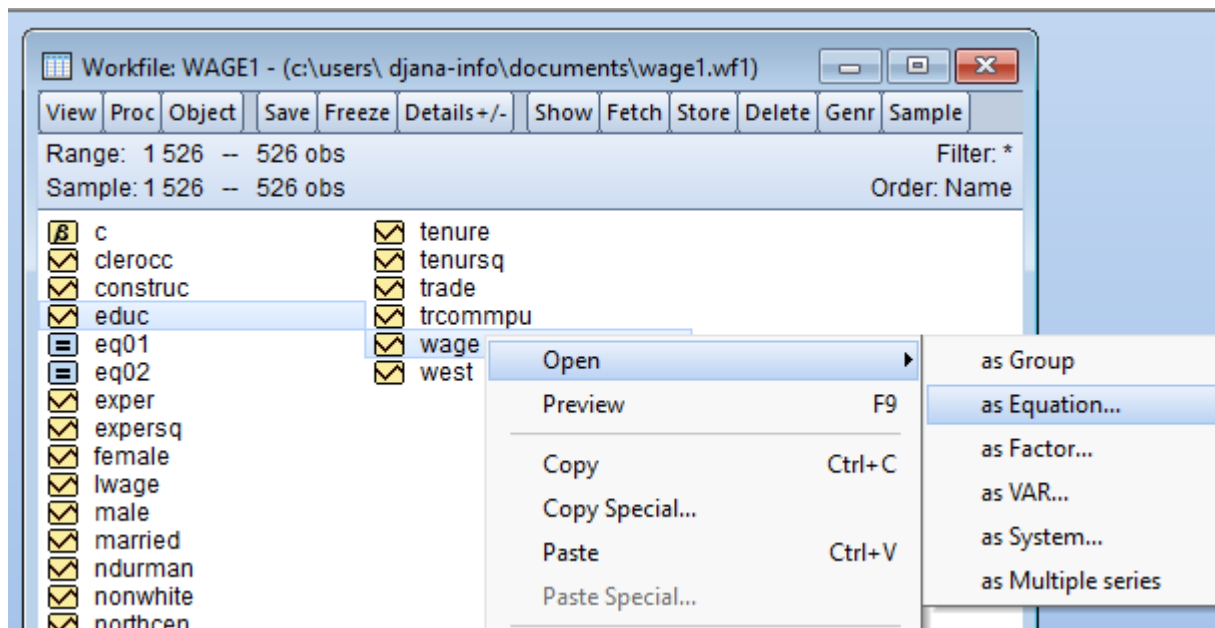 Workfile: WAGE1 - (c:\users\ djana-info\documents\wage1.wf1)
View Proc Object Save Freeze Details+/- Show Fetch Store Delete Genr Sample
Range: 1 526 -- 526 obs Filter: *
Sample: 1 526 -- 526 obs Order: Name
β c
clerocc
construc
educ
eq01
eq02
exper
expersq
female
lwage
male
married
ndurman
nonwhite
northcen
tenure
tenursq
trade
trcommpu
wage
west
Open
Preview F9
Copy Ctrl+C
Copy Special...
Paste Ctrl+V
Paste Special...
as Group
as Equation...
as Factor...
as VAR...
as System...
as Multiple series